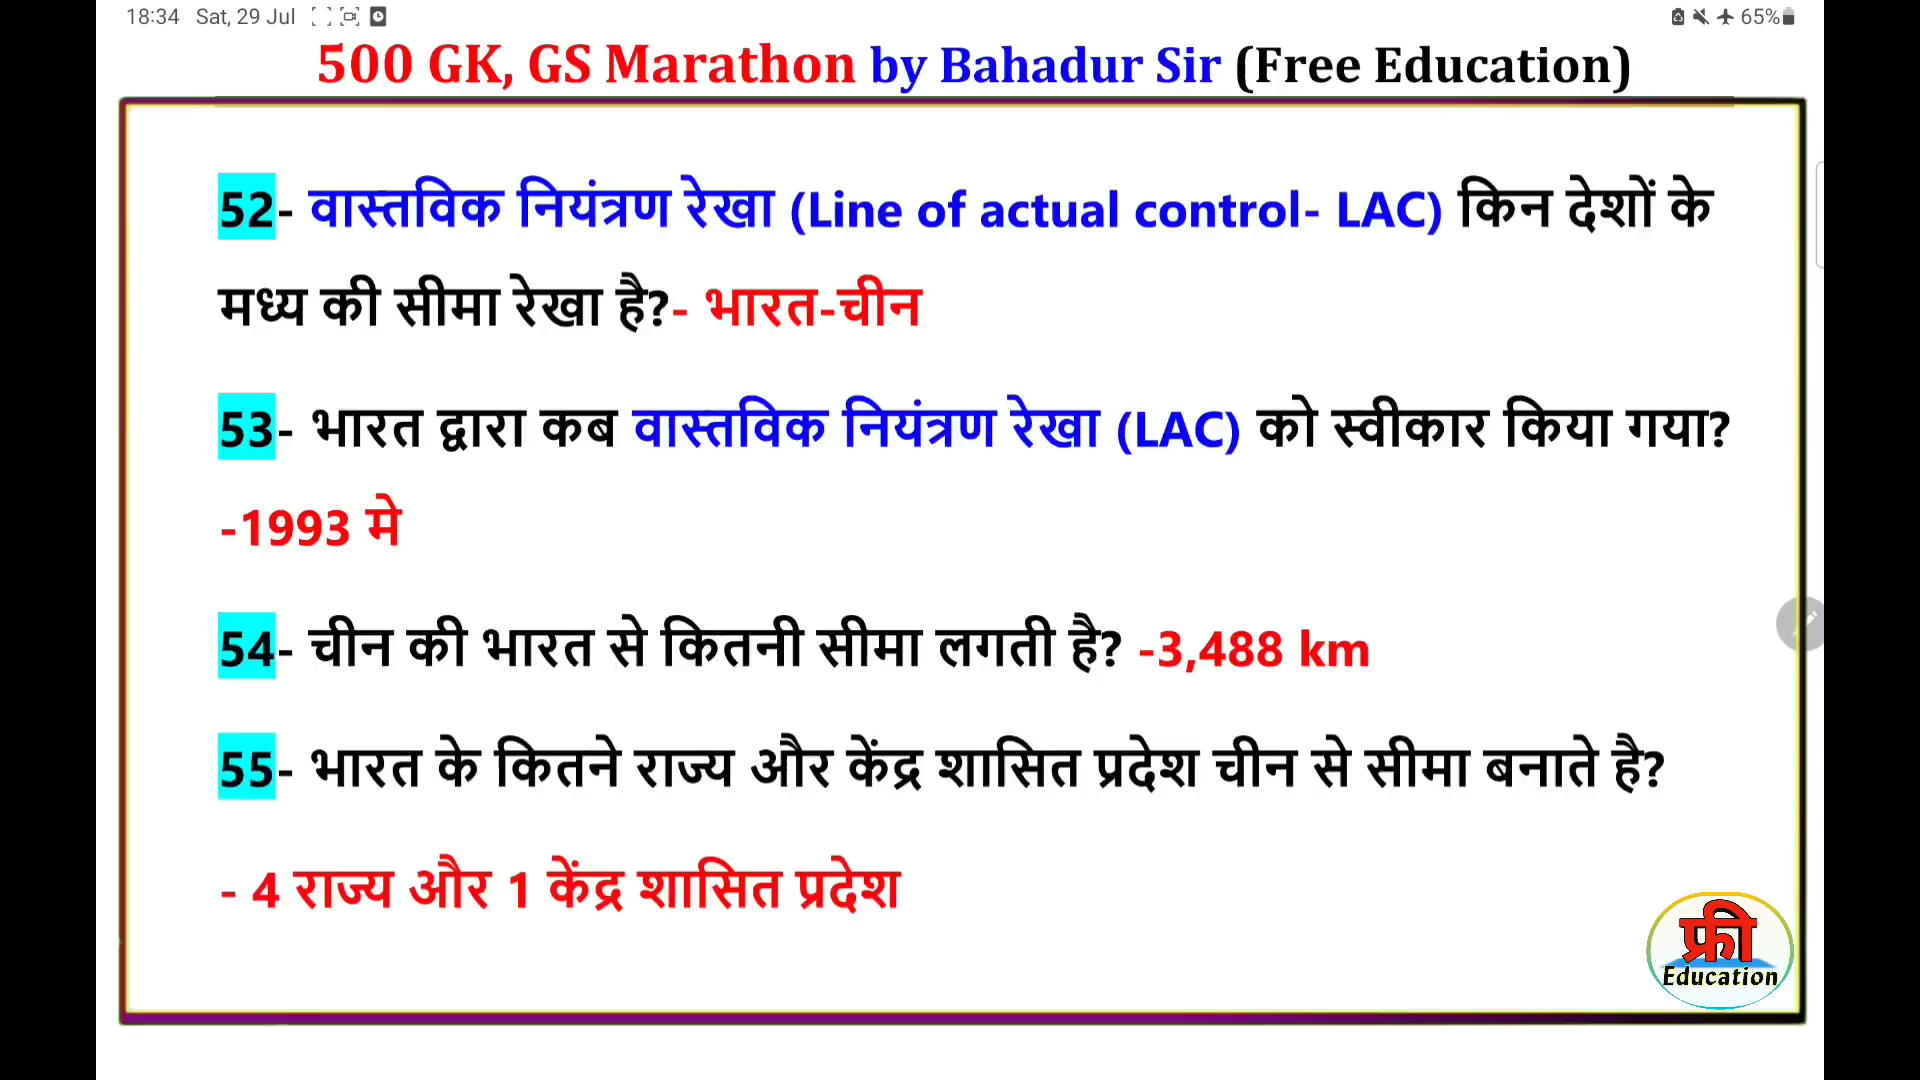 18:34 Sat, 29 Jul 65%
500 GK, GS Marathon by Bahadur Sir (Free Education)
52- वास्तविक नियंत्रण रेखा (Line of actual control- LAC) किन देशों के
मध्य की सीमा रेखा है?- भारत-चीन
53- भारत द्वारा कब वास्तविक नियंत्रण रेखा (LAC) को स्वीकार किया गया?
-1993 मे
54- चीन की भारत से कितनी सीमा लगती है? -3,488 km
55- भारत के कितने राज्य और केंद्र शासित प्रदेश चीन से सीमा बनाते है?
- 4 राज्य और 1 केंद्र शासित प्रदेश
फ्री
Education